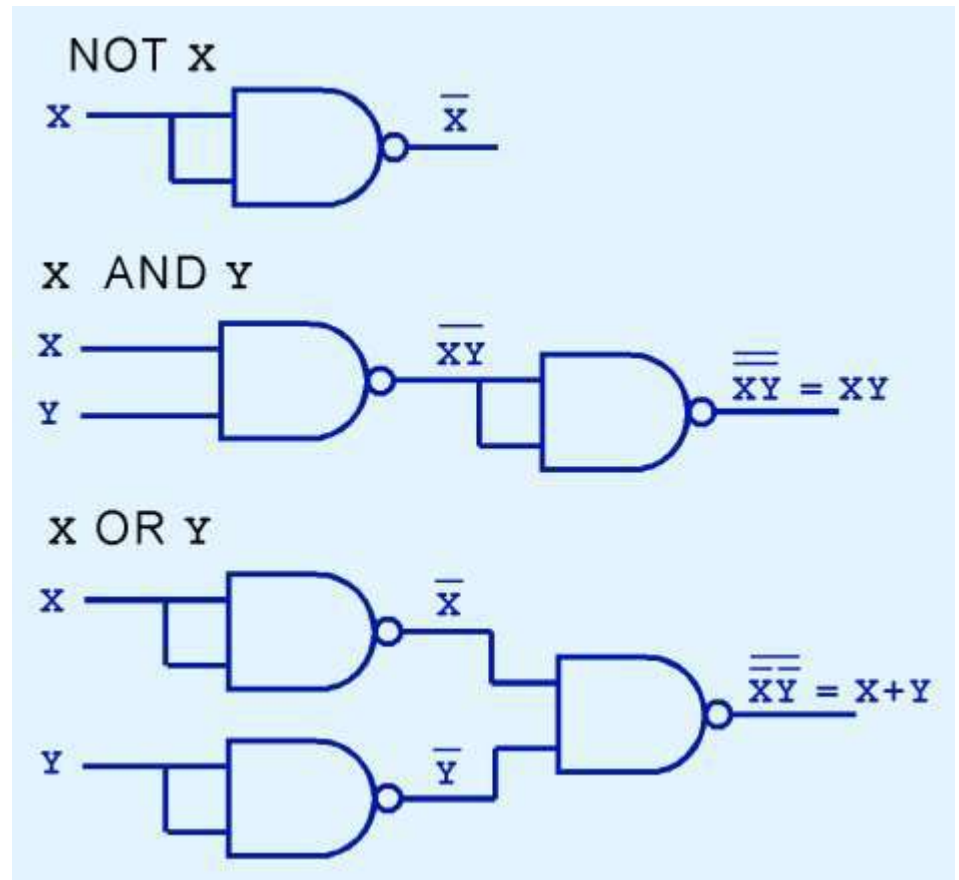 NOT X
X
X̅
X AND Y
X
Y
X̅Y̅
X̿Y̿ = XY
X OR Y
X
X̅
Y
Y̅
X̿Y̿ = X+Y